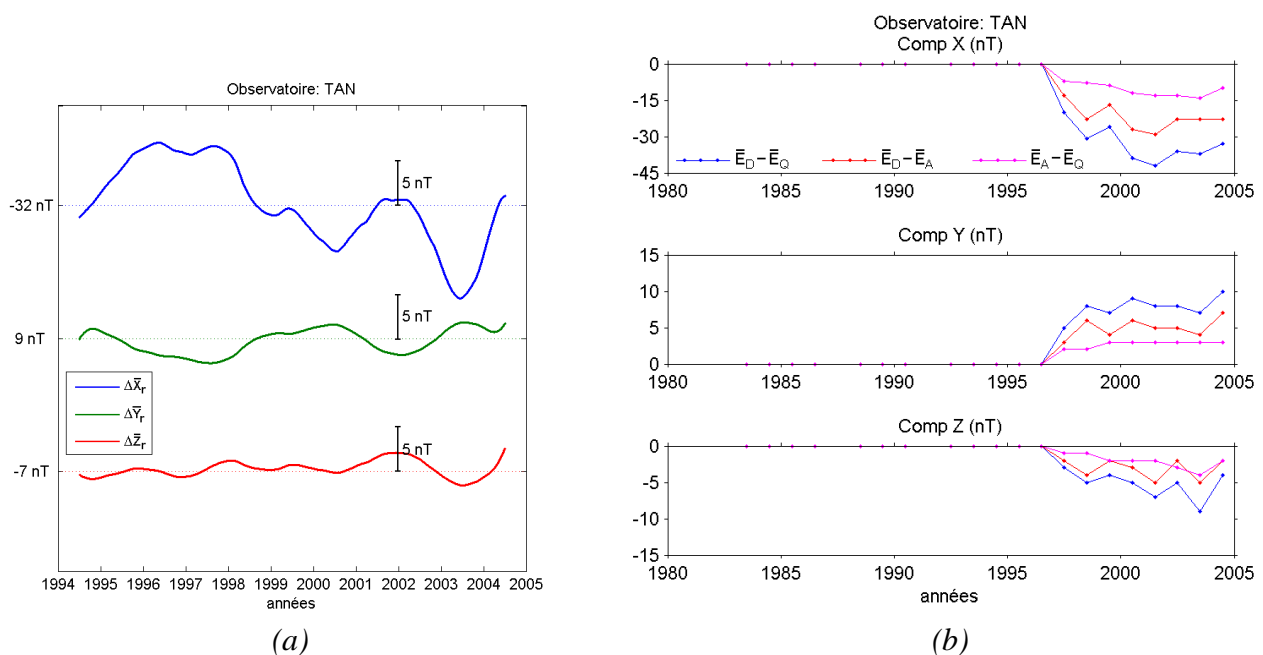 Observatoire: TAN
5 nT
-32 nT
5 nT
9 nT
ΔX̄r
ΔȲr
ΔZ̄r
5 nT
-7 nT
1994 1995 1996 1997 1998 1999 2000 2001 2002 2003 2004 2005
années
(a)
Observatoire: TAN
Comp X (nT)
0
-15
-30
ĒD−ĒQ ĒD−ĒA ĒA−ĒQ
-45
1980 1985 1990 1995 2000 2005
Comp Y (nT)
15
10
5
0
1980 1985 1990 1995 2000 2005
Comp Z (nT)
0
-5
-10
-15
1980 1985 1990 1995 2000 2005
années
(b)